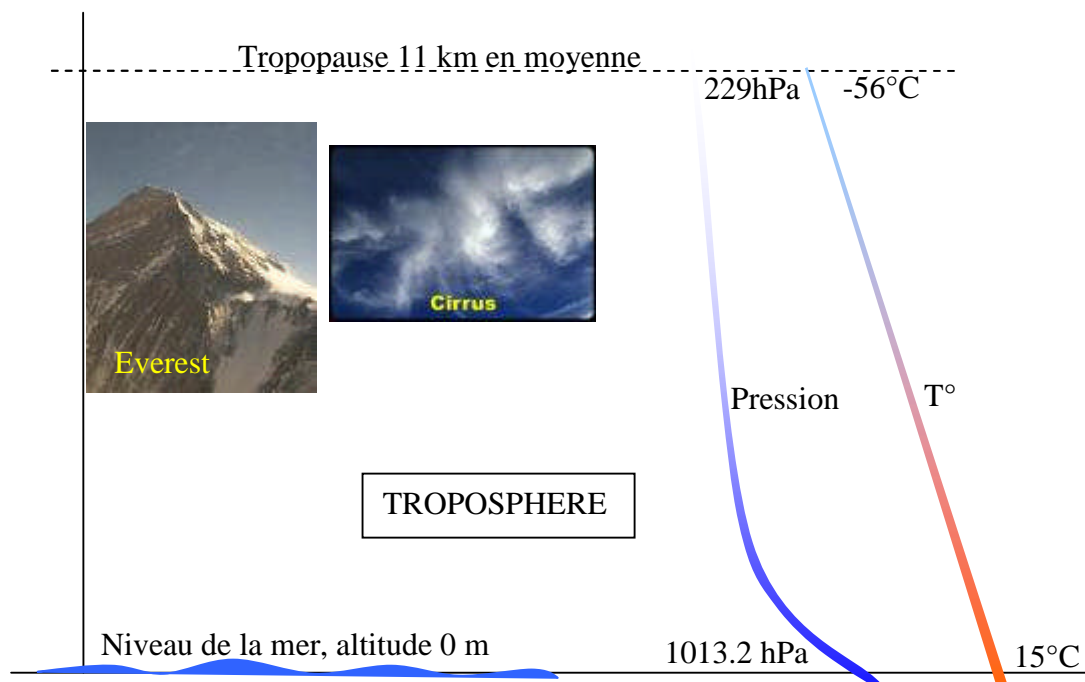 Tropopause 11 km en moyenne
229hPa
-56°C
Cirrus
Everest
Pression
T°
TROPOSPHERE
Niveau de la mer, altitude 0 m
1013.2 hPa
15°C